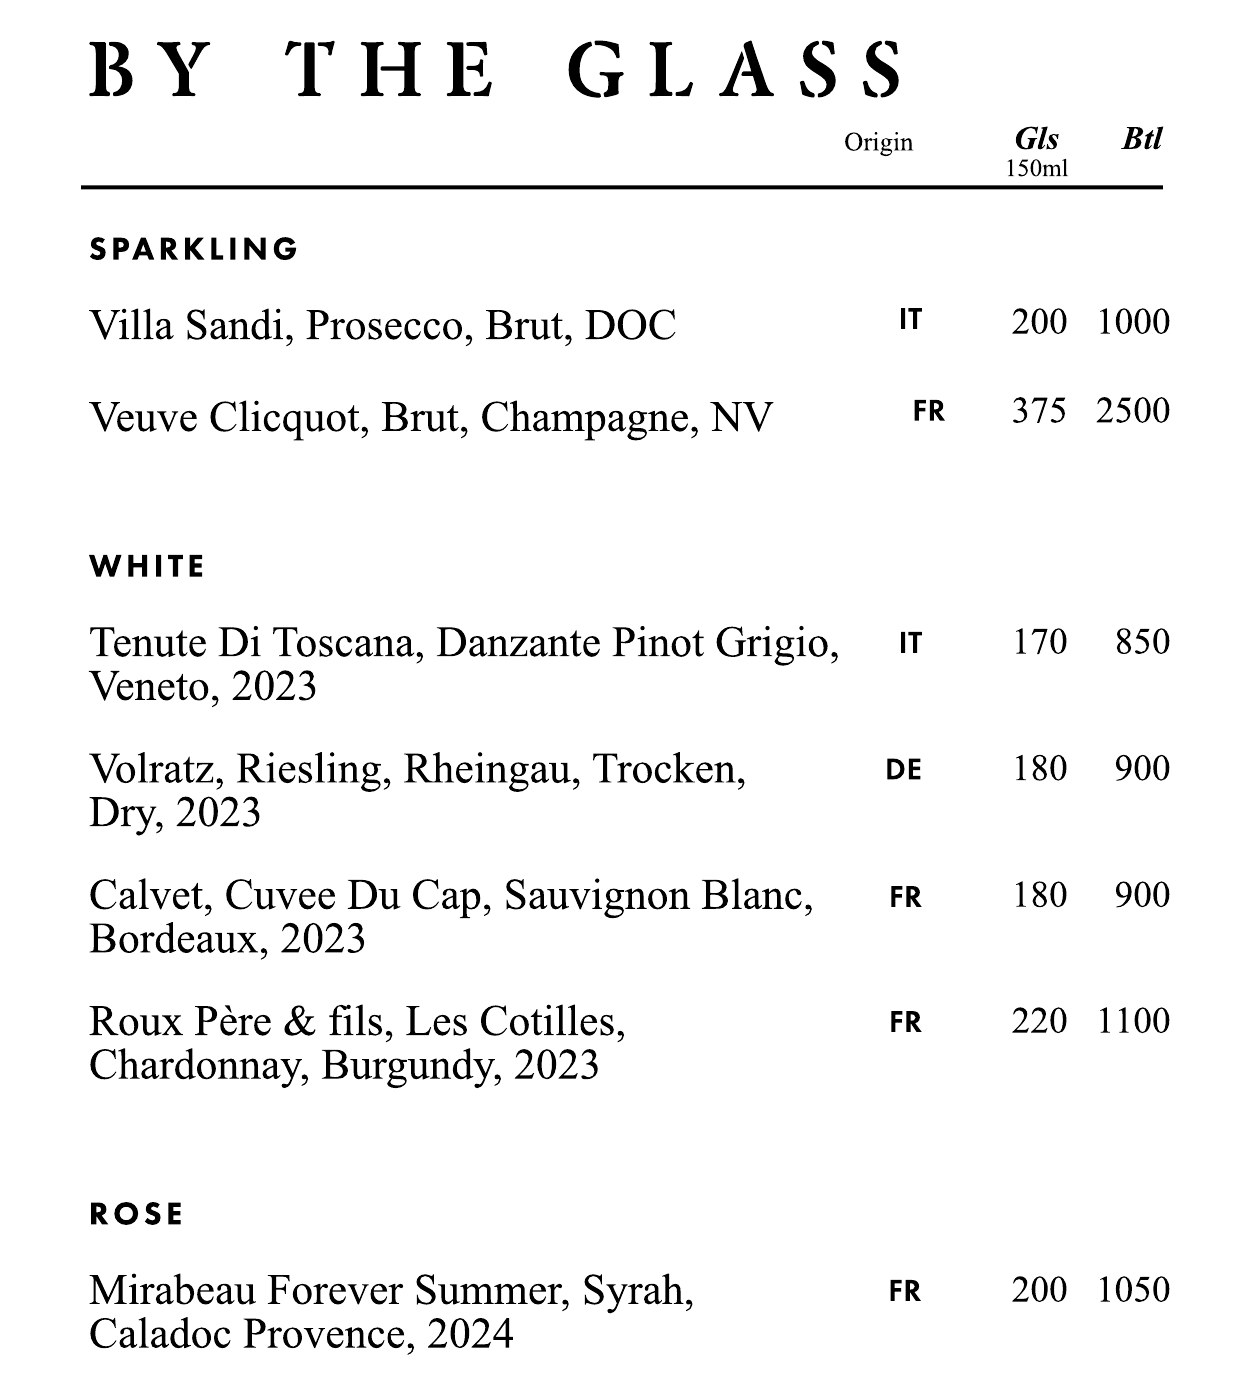 BY THE GLASS
Origin Gls Btl
150ml
SPARKLING
Villa Sandi, Prosecco, Brut, DOC IT 200 1000
Veuve Clicquot, Brut, Champagne, NV FR 375 2500
WHITE
Tenute Di Toscana, Danzante Pinot Grigio, IT 170 850
Veneto, 2023
Volratz, Riesling, Rheingau, Trocken, DE 180 900
Dry, 2023
Calvet, Cuvee Du Cap, Sauvignon Blanc, FR 180 900
Bordeaux, 2023
Roux Père & fils, Les Cotilles, FR 220 1100
Chardonnay, Burgundy, 2023
ROSE
Mirabeau Forever Summer, Syrah, FR 200 1050
Caladoc Provence, 2024